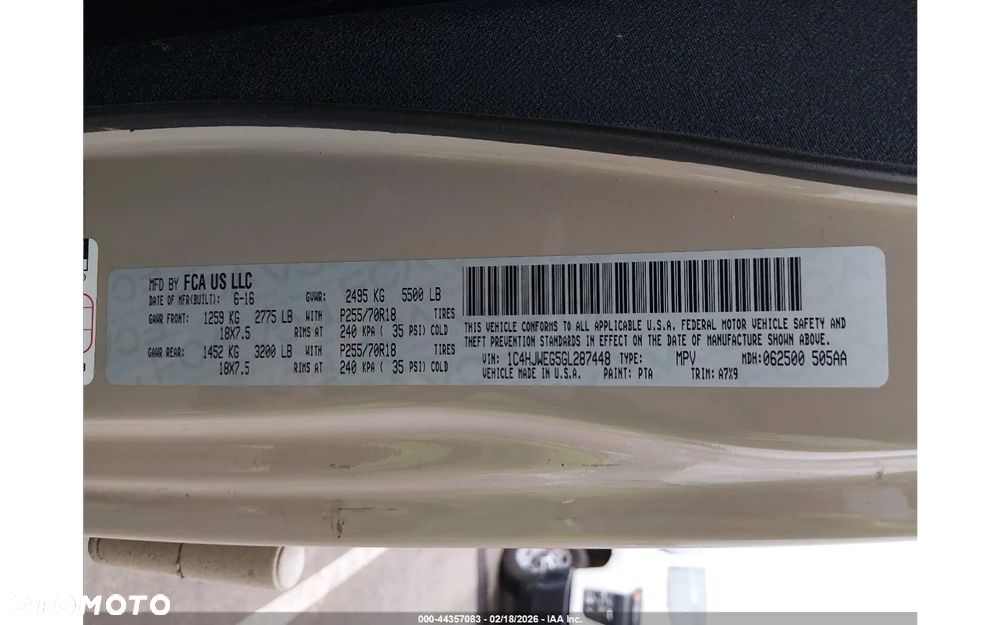 MFD BY FCA US LLC
DATE OF MFR(BUILT): 6-16 GVWR: 2495 KG 5500 LB
GAWR FRONT: 1259 KG 2775 LB WITH P255/70R18 TIRES
18X7.5 RIMS AT 240 KPA ( 35 PSI) COLD
GAWR REAR: 1452 KG 3200 LB WITH P255/70R18 TIRES
18X7.5 RIMS AT 240 KPA ( 35 PSI) COLD
THIS VEHICLE CONFORMS TO ALL APPLICABLE U.S.A. FEDERAL MOTOR VEHICLE SAFETY AND
THEFT PREVENTION STANDARDS IN EFFECT ON THE DATE OF MANUFACTURE SHOWN ABOVE.
VIN: 1C4HJWEG5GL287448 TYPE: MPV MDH: 062500 505AA
VEHICLE MADE IN U.S.A. PAINT: PTA TRIM: A7X9
OTOMOTO
000-44357083 - 02/18/2026 - IAA Inc.